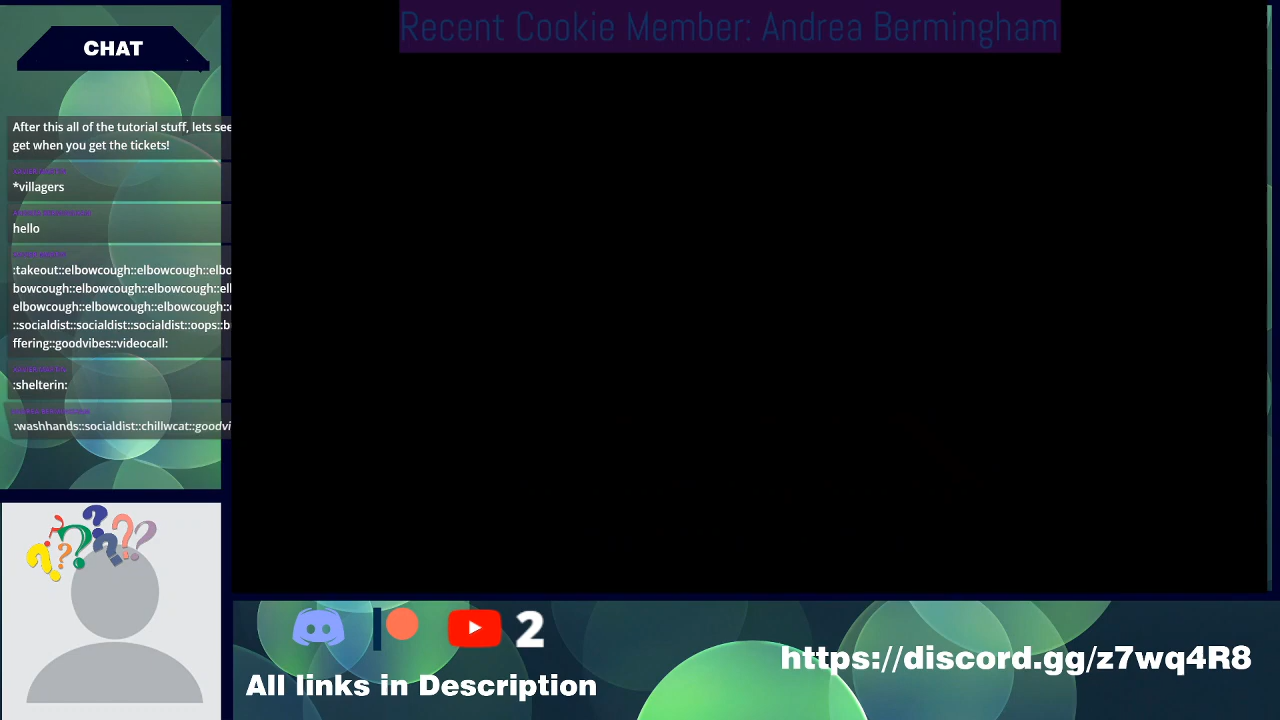 Recent Cookie Member: Andrea Bermingham
CHAT
After this all of the tutorial stuff, lets see
get when you get the tickets!
*villagers
hello
:takeout::elbowcough::elbowcough::elbo
bowcough::elbowcough::elbowcough::ell
elbowcough::elbowcough::elbowcough::
::socialdist::socialdist::socialdist::oops::b
ffering::goodvibes::videocall:
:shelterin:
:washhands::socialdist::chillwcat::goodvi
2
All links in Description
https://discord.gg/z7wq4R8